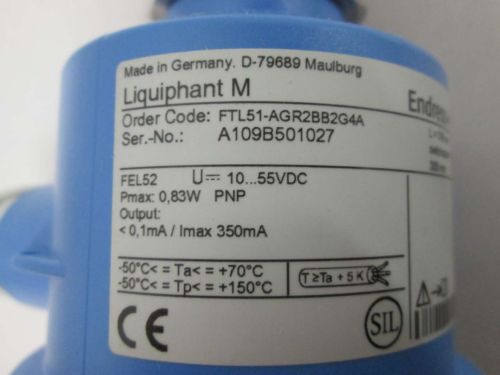 Made in Germany. D-79689 Maulburg
Liquiphant M
Endress
Order Code: FTL51-AGR2BB2G4A
Ser.-No.: A109B501027
FEL52 U 10...55VDC
Pmax: 0,83W PNP
Output:
< 0,1mA / Imax 350mA
-50°C< = Ta< = +70°C
-50°C< = Tp< = +150°C
T ≥Ta + 5 K
CE
SIL